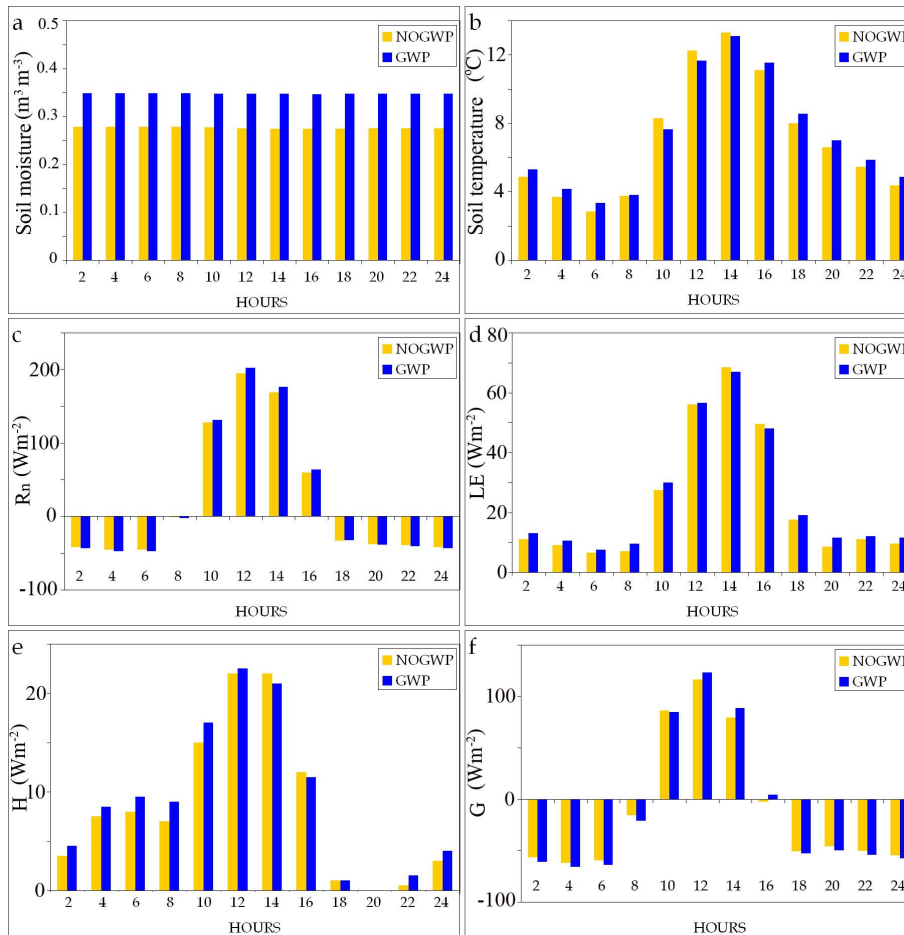 a
NOGWP
GWP
Soil moisture (m³ m⁻³)
0.5
0.4
0.3
0.2
0.1
0
2 4 6 8 10 12 14 16 18 20 22 24
HOURS
b
NOGWP
GWP
Soil temperature (°C)
12
8
4
0
2 4 6 8 10 12 14 16 18 20 22 24
HOURS
c
NOGWP
GWP
Rn (Wm⁻²)
200
100
0
-100
2 4 6 8 10 12 14 16 18 20 22 24
HOURS
d
NOGWP
GWP
LE (Wm⁻²)
80
60
40
20
0
2 4 6 8 10 12 14 16 18 20 22 24
HOURS
e
NOGWP
GWP
H (Wm⁻²)
20
10
0
2 4 6 8 10 12 14 16 18 20 22 24
HOURS
f
NOGWP
GWP
G (Wm⁻²)
100
0
-100
2 4 6 8 10 12 14 16 18 20 22 24
HOURS